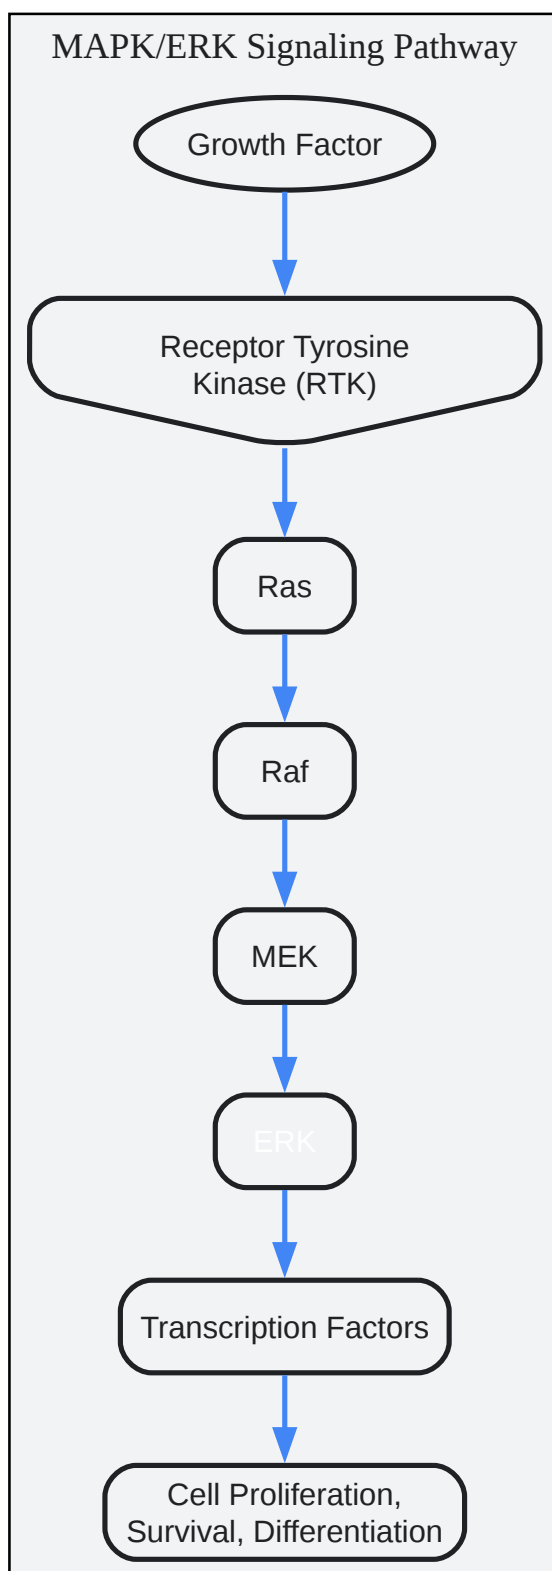 MAPK/ERK Signaling Pathway
Growth Factor
Receptor Tyrosine
Kinase (RTK)
Ras
Raf
MEK
ERK
Transcription Factors
Cell Proliferation,
Survival, Differentiation